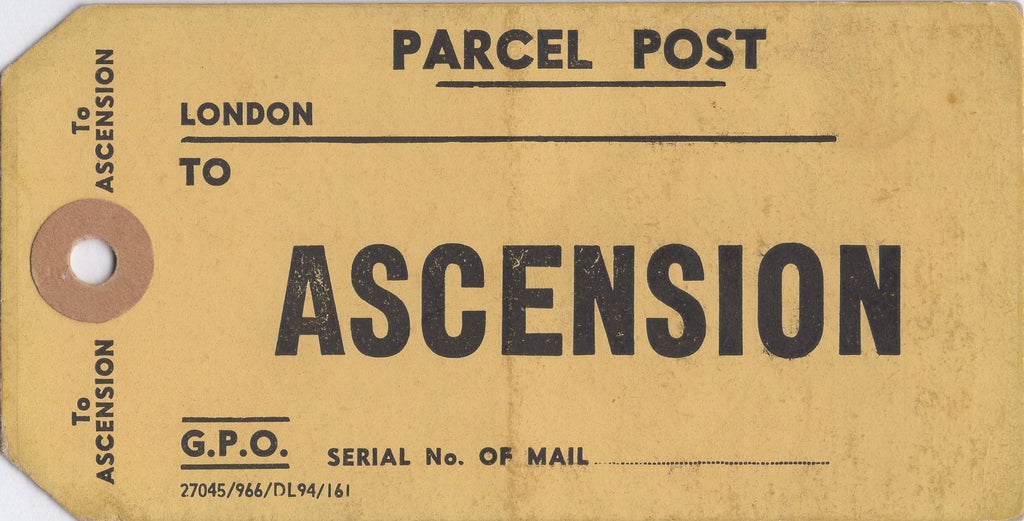 PARCEL POST
LONDON
TO
ASCENSION
G.P.O.
SERIAL No. OF MAIL
27045/966/DL94/161
To
ASCENSION
To
ASCENSION